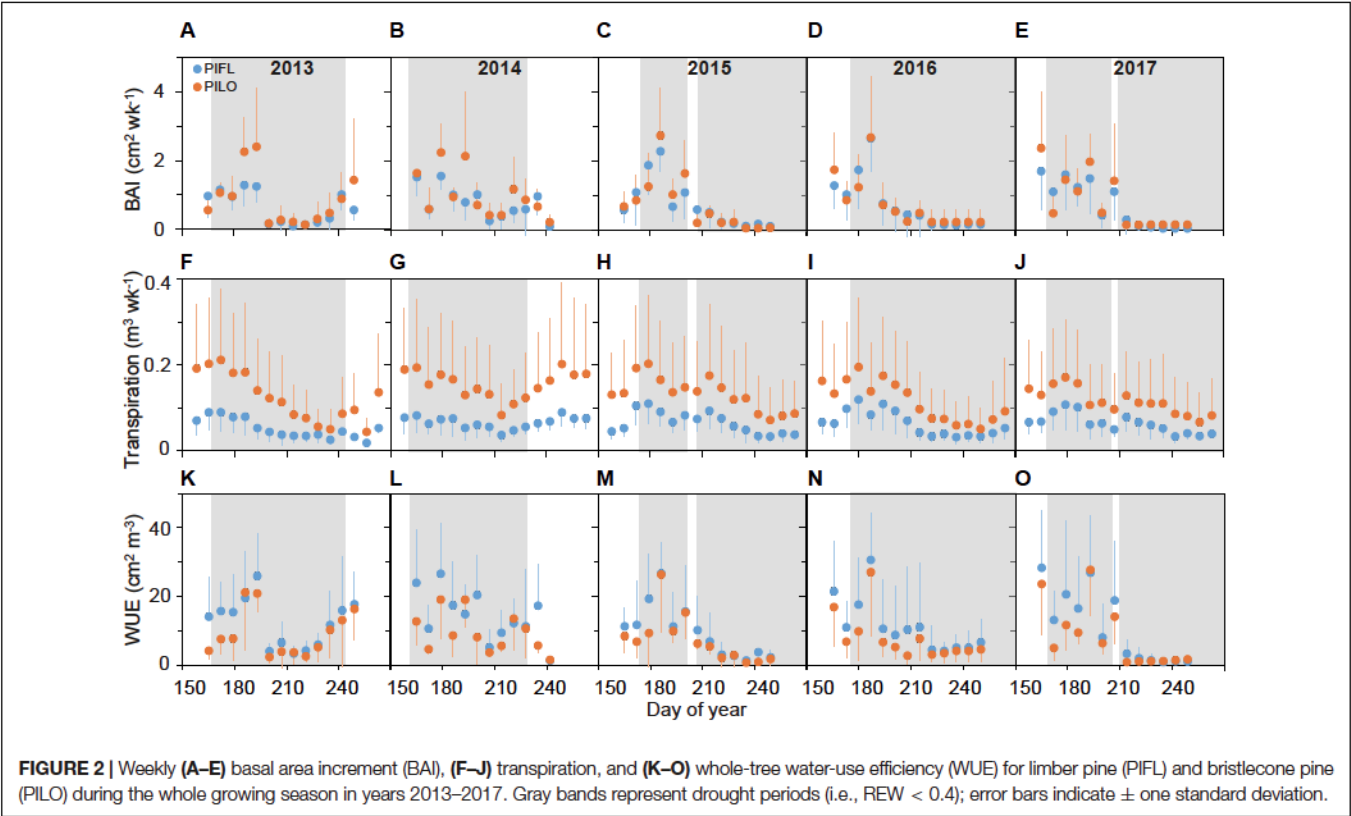 A B C D E
PIFL 2013 2014 2015 2016 2017
PILO
BAI (cm² wk⁻¹)
4
2
0
F G H I J
Transpiration (m³ wk⁻¹)
0.4
0.2
0
K L M N O
WUE (cm² m⁻³)
40
20
0
150 180 210 240 150 180 210 240 150 180 210 240 150 180 210 240 150 180 210 240
Day of year
FIGURE 2 | Weekly (A–E) basal area increment (BAI), (F–J) transpiration, and (K–O) whole-tree water-use efficiency (WUE) for limber pine (PIFL) and bristlecone pine
(PILO) during the whole growing season in years 2013–2017. Gray bands represent drought periods (i.e., REW < 0.4); error bars indicate ± one standard deviation.